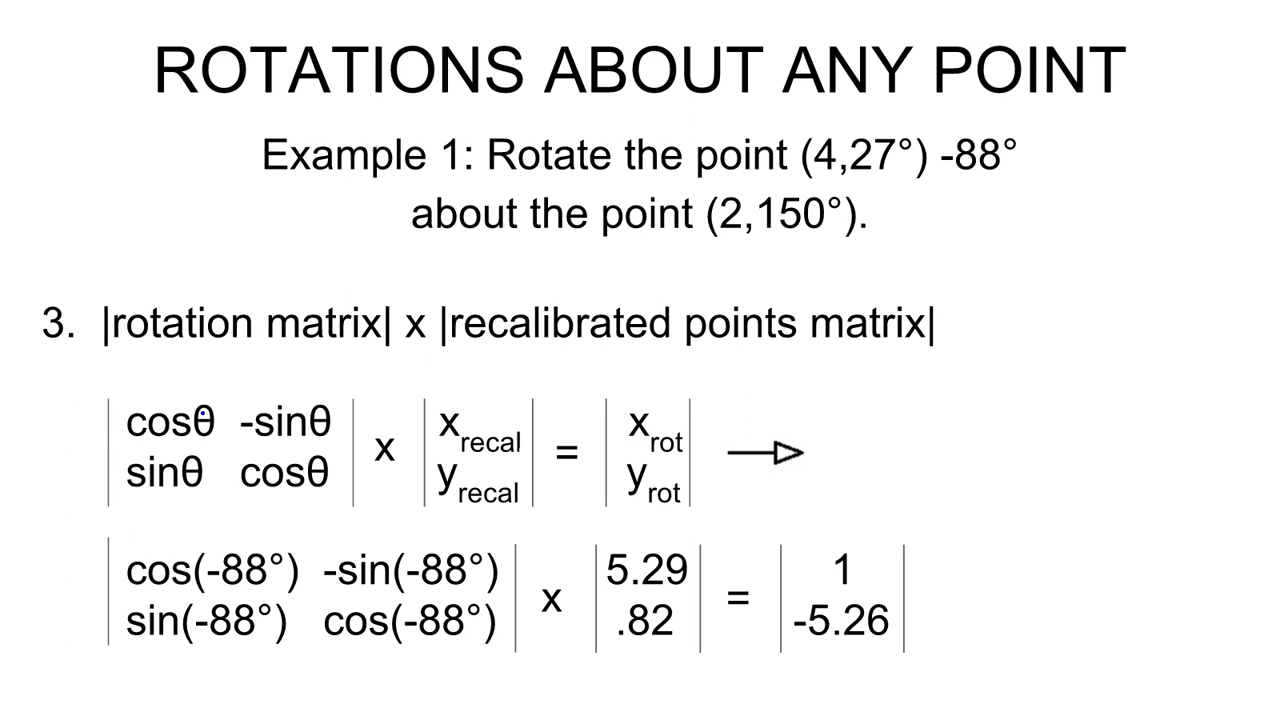 ROTATIONS ABOUT ANY POINT
Example 1: Rotate the point (4,27°) -88°
about the point (2,150°).
3. |rotation matrix| x |recalibrated points matrix|
| cosθ -sinθ | x | x_recal | = | x_rot | →
| sinθ cosθ | | y_recal | | y_rot |
| cos(-88°) -sin(-88°) | x | 5.29 | = | 1 |
| sin(-88°) cos(-88°) | | .82 | | -5.26 |